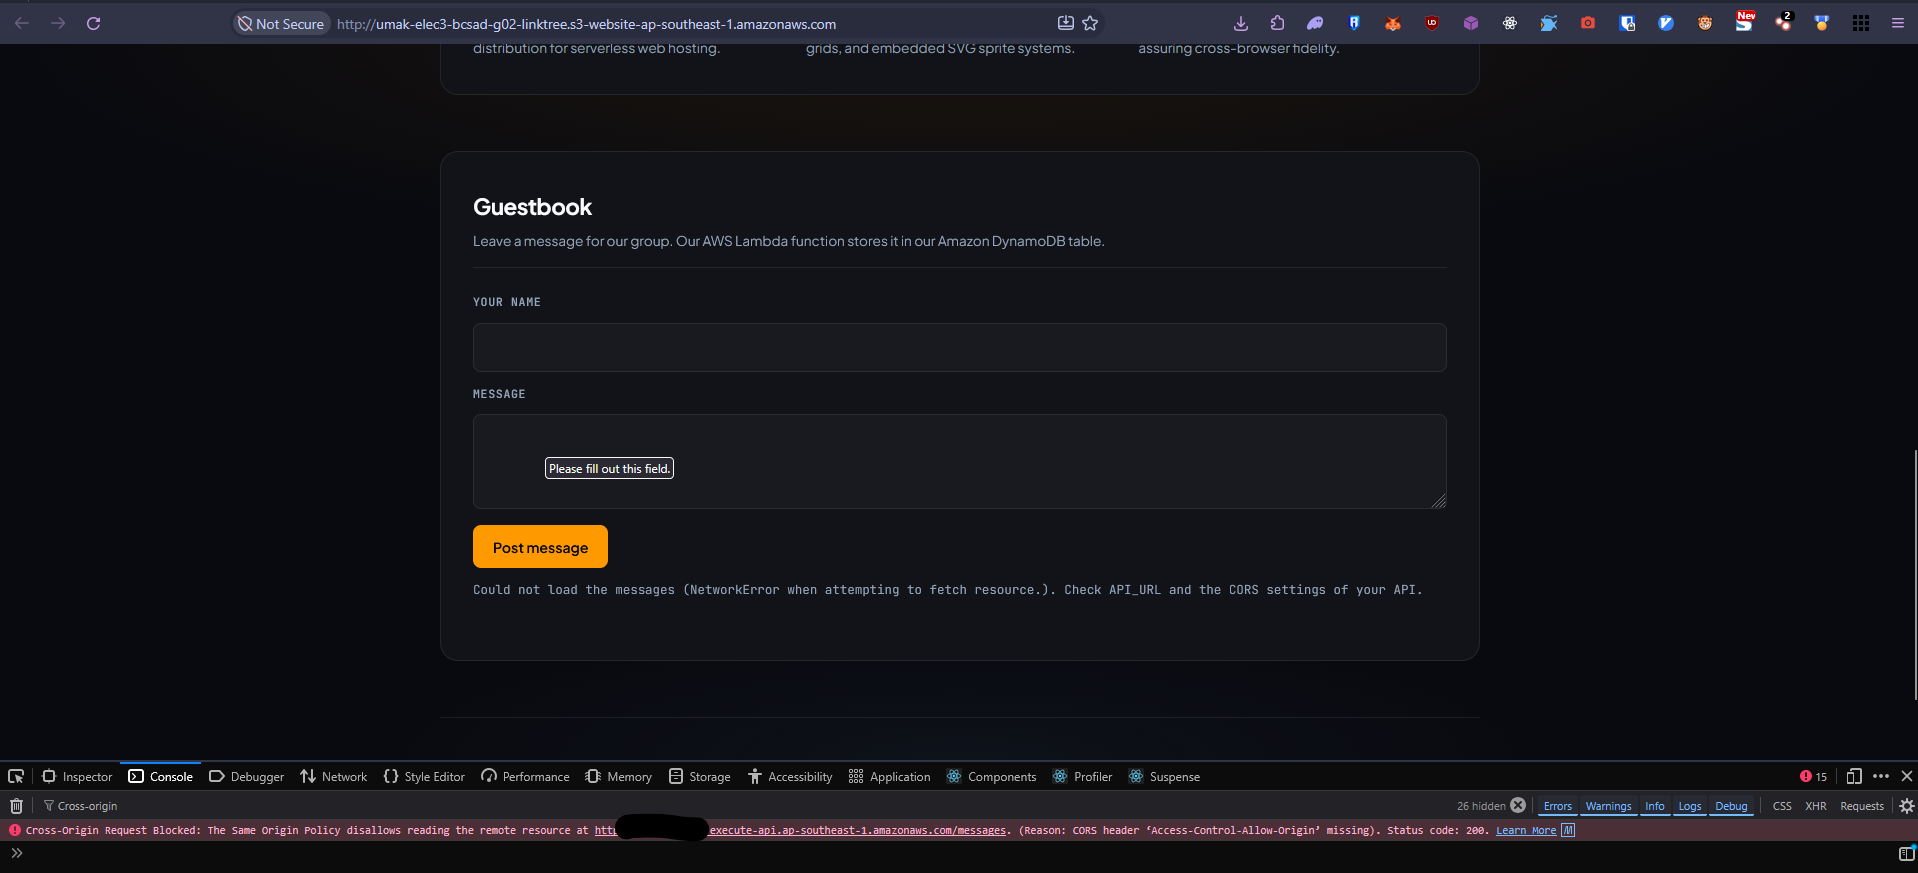 Not Secure http://umak-elec3-bcsad-g02-linktree.s3-website-ap-southeast-1.amazonaws.com
New
2
distribution for serverless web hosting. grids, and embedded SVG sprite systems. assuring cross-browser fidelity.
Guestbook
Leave a message for our group. Our AWS Lambda function stores it in our Amazon DynamoDB table.
YOUR NAME
MESSAGE
Please fill out this field.
Post message
Could not load the messages (NetworkError when attempting to fetch resource.). Check API_URL and the CORS settings of your API.
Inspector Console Debugger Network Style Editor Performance Memory Storage Accessibility Application Components Profiler Suspense 15
Cross-origin 26 hidden Errors Warnings Info Logs Debug CSS XHR Requests
Cross-Origin Request Blocked: The Same Origin Policy disallows reading the remote resource at execute-api.ap-southeast-1.amazonaws.com/messages. (Reason: CORS header ‘Access-Control-Allow-Origin’ missing). Status code: 200. Learn More